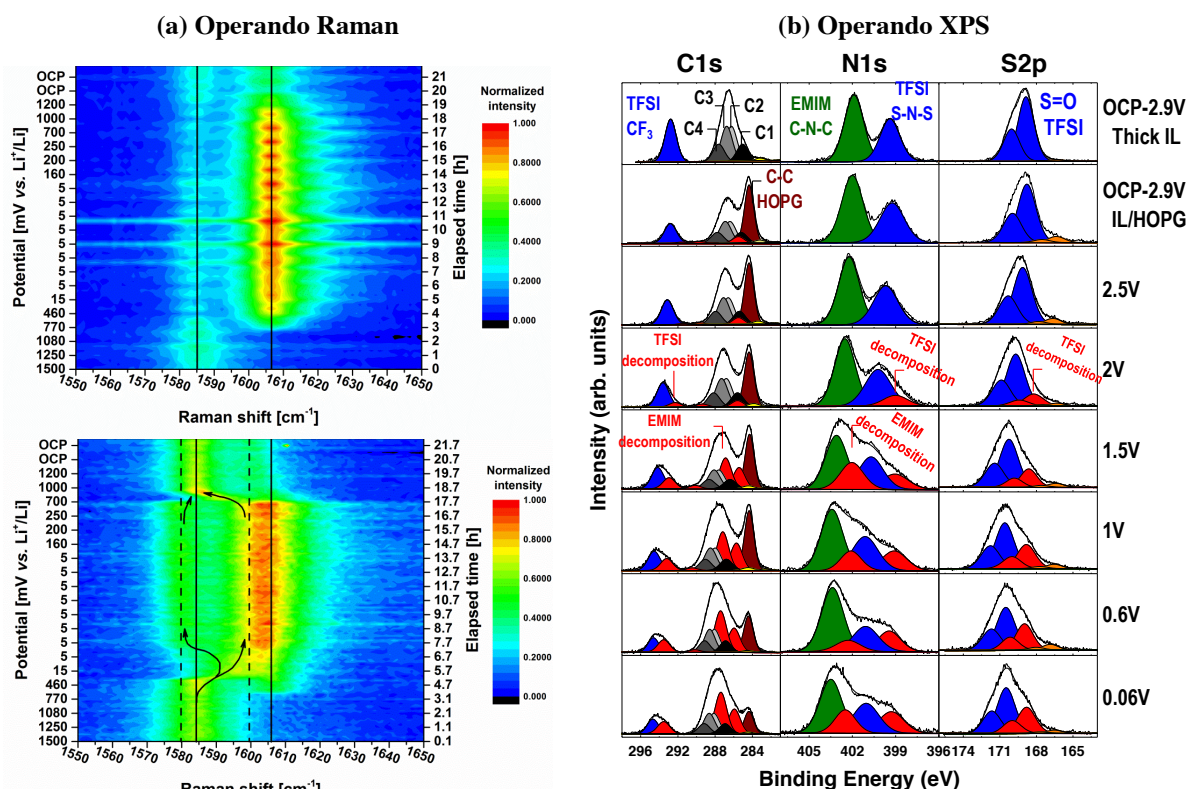 (a) Operando Raman
(b) Operando XPS
Potential [mV vs. Li+/Li)
OCP
OCP
1200
1000
700
250
200
160
5
5
5
5
5
5
15
460
770
1080
1250
1500
21
20
19
18
17
16
15
14
13
12
11
10
9
8
7
6
5
4
3
2
1
0
Elapsed time [h]
Normalized
intensity
1.000
0.8000
0.6000
0.4000
0.2000
0.000
1550 1560 1570 1580 1590 1600 1610 1620 1630 1640 1650
Raman shift [cm-1]
Potential [mV vs. Li+/Li)
OCP
OCP
1200
1000
700
250
200
160
5
5
5
5
5
5
15
460
770
1080
1250
1500
21.7
20.7
19.7
18.7
17.7
16.7
15.7
14.7
13.7
12.7
11.7
10.7
9.7
8.7
7.7
6.7
5.1
4.1
3.1
2.1
1.1
0.1
Elapsed time [h]
Normalized
intensity
1.000
0.8000
0.6000
0.4000
0.2000
0.000
1550 1560 1570 1580 1590 1600 1610 1620 1630 1640 1650
Raman shift [cm-1]
C1s N1s S2p
TFSI
CF3
C3
C2
C4
C1
EMIM
C-N-C
TFSI
S-N-S
S=O
TFSI
OCP-2.9V
Thick IL
C-C
HOPG
OCP-2.9V
IL/HOPG
2.5V
TFSI
decomposition
TFSI
decomposition
TFSI
decomposition
2V
EMIM
decomposition
EMIM
decomposition
1.5V
1V
0.6V
0.06V
Intensity (arb. units)
296 292 288 284
405 402 399 396
174 171 168 165
Binding Energy (eV)